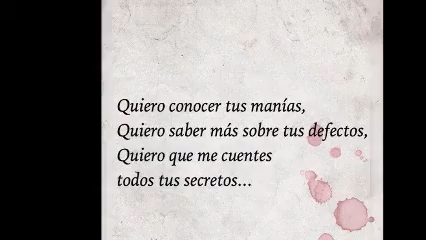 Quiero conocer tus manías,
Quiero saber más sobre tus defectos,
Quiero que me cuentes
todos tus secretos...